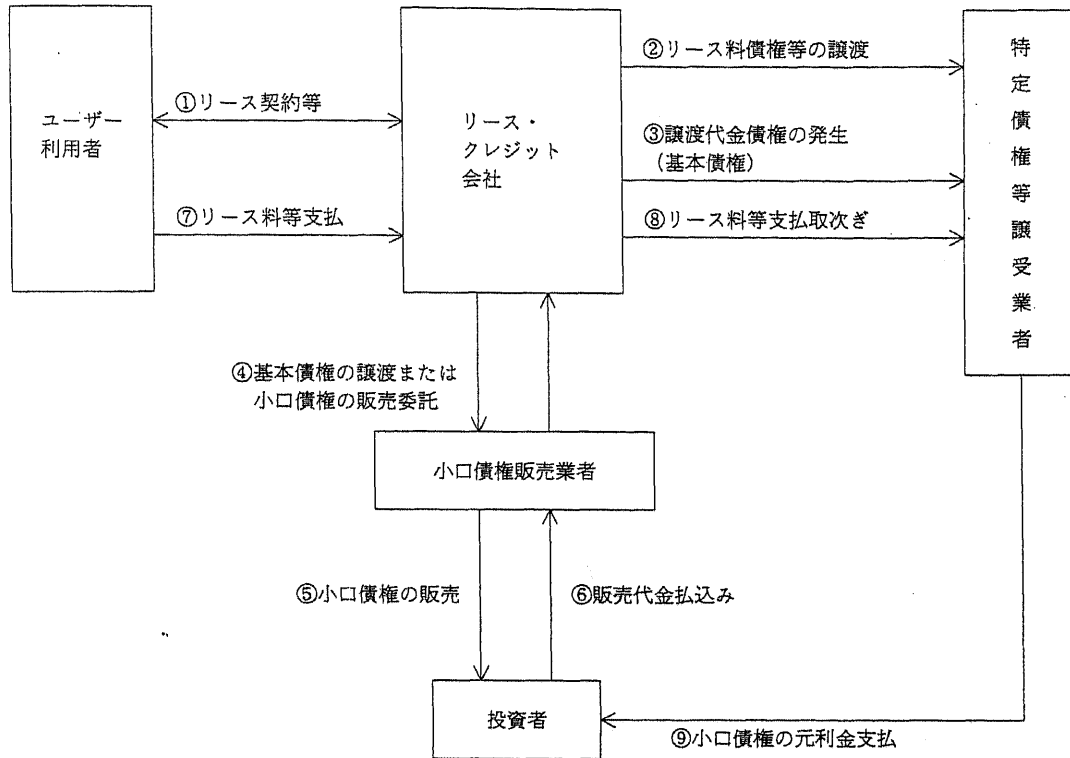 ユーザー
利用者
①リース契約等
⑦リース料等支払
リース・
クレジット
会社
②リース料債権等の譲渡
③譲渡代金債権の発生
(基本債権)
⑧リース料等支払取次ぎ
特定債権等譲受業者
④基本債権の譲渡または
小口債権の販売委託
小口債権販売業者
⑤小口債権の販売
⑥販売代金払込み
投資者
⑨小口債権の元利金支払